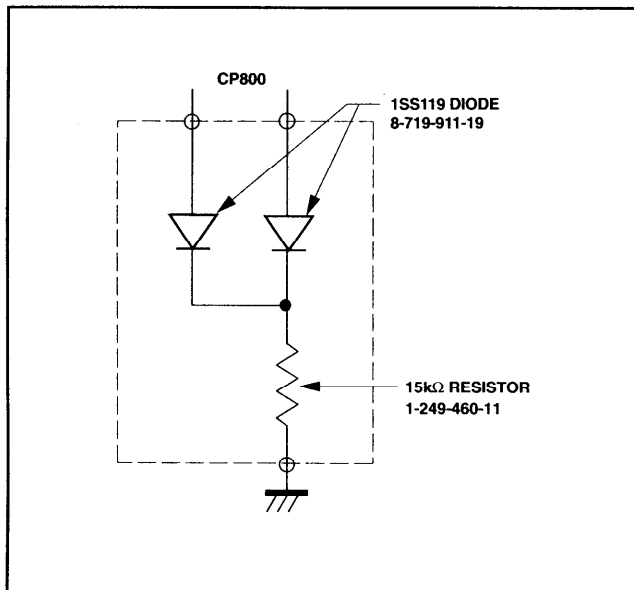 CP800
1SS119 DIODE
8-719-911-19
15kΩ RESISTOR
1-249-460-11